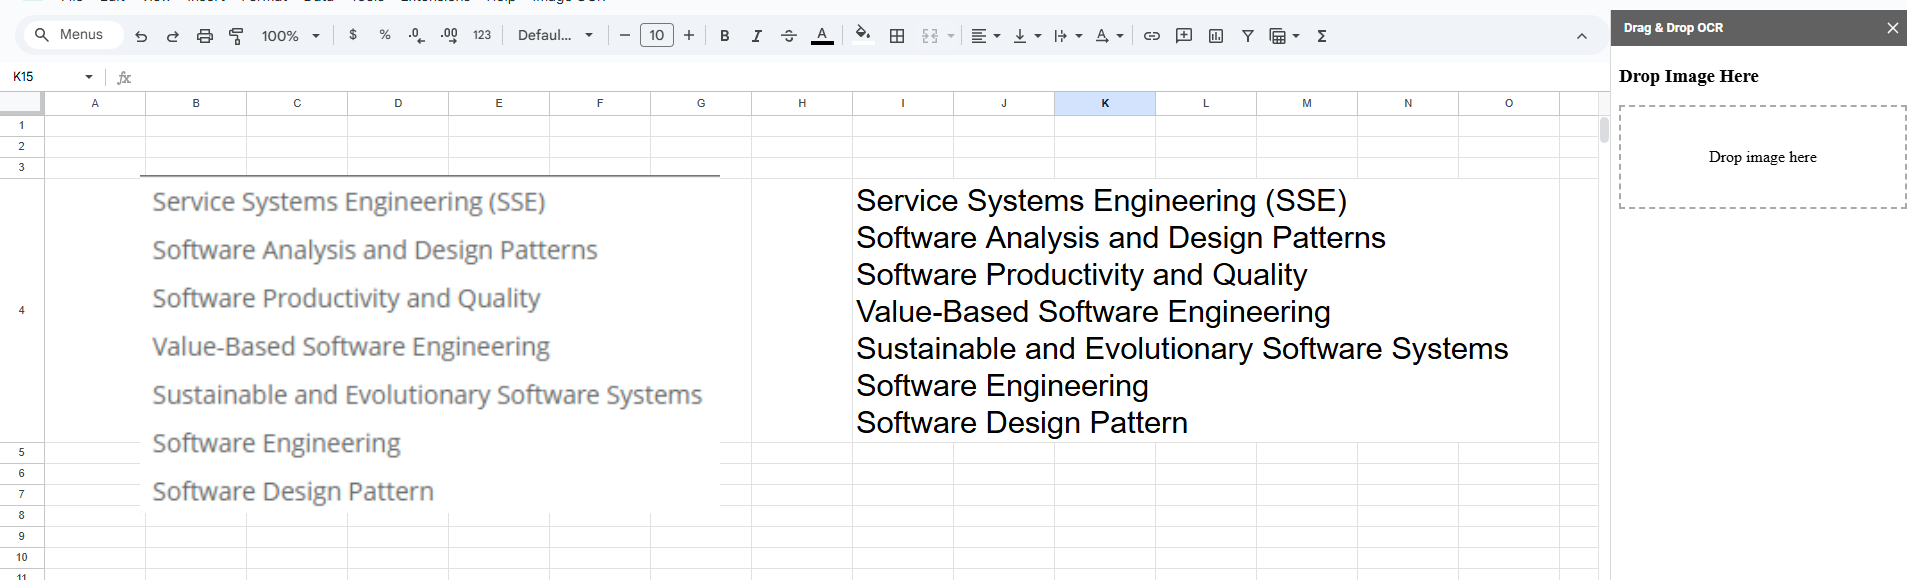 Menus
100%
$
%
.0
.00
123
Defaul...
10
B
I
A
Σ
Drag & Drop OCR
K15
fx
Drop Image Here
A B C D E F G H I J K L M N O
1
2
3
Drop image here
4
Service Systems Engineering (SSE)
Software Analysis and Design Patterns
Software Productivity and Quality
Value-Based Software Engineering
Sustainable and Evolutionary Software Systems
Software Engineering
Software Design Pattern
Service Systems Engineering (SSE)
Software Analysis and Design Patterns
Software Productivity and Quality
Value-Based Software Engineering
Sustainable and Evolutionary Software Systems
Software Engineering
Software Design Pattern
5
6
7
8
9
10
11